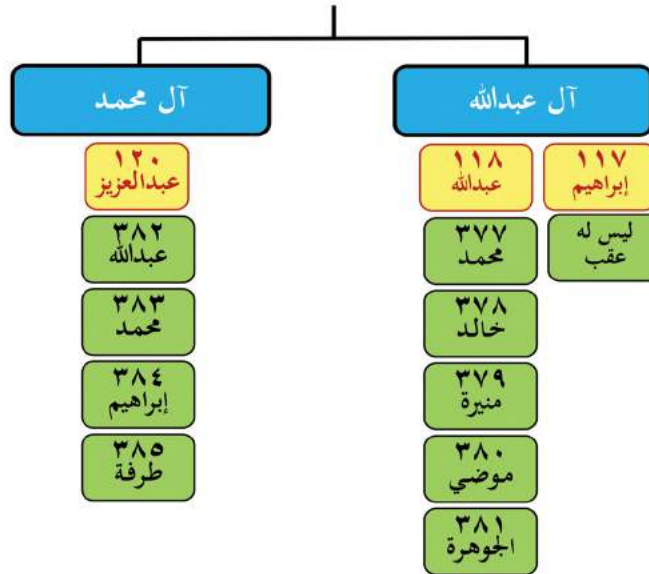 آل عبدالله
١١٧
إبراهيم
ليس له
عقب
١١٨
عبدالله
٣٧٧
محمد
٣٧٨
خالد
٣٧٩
منيرة
٣٨٠
موضي
٣٨١
الجوهرة
آل محمد
١٢٠
عبدالعزيز
٣٨٢
عبدالله
٣٨٣
محمد
٣٨٤
إبراهيم
٣٨٥
طرفة